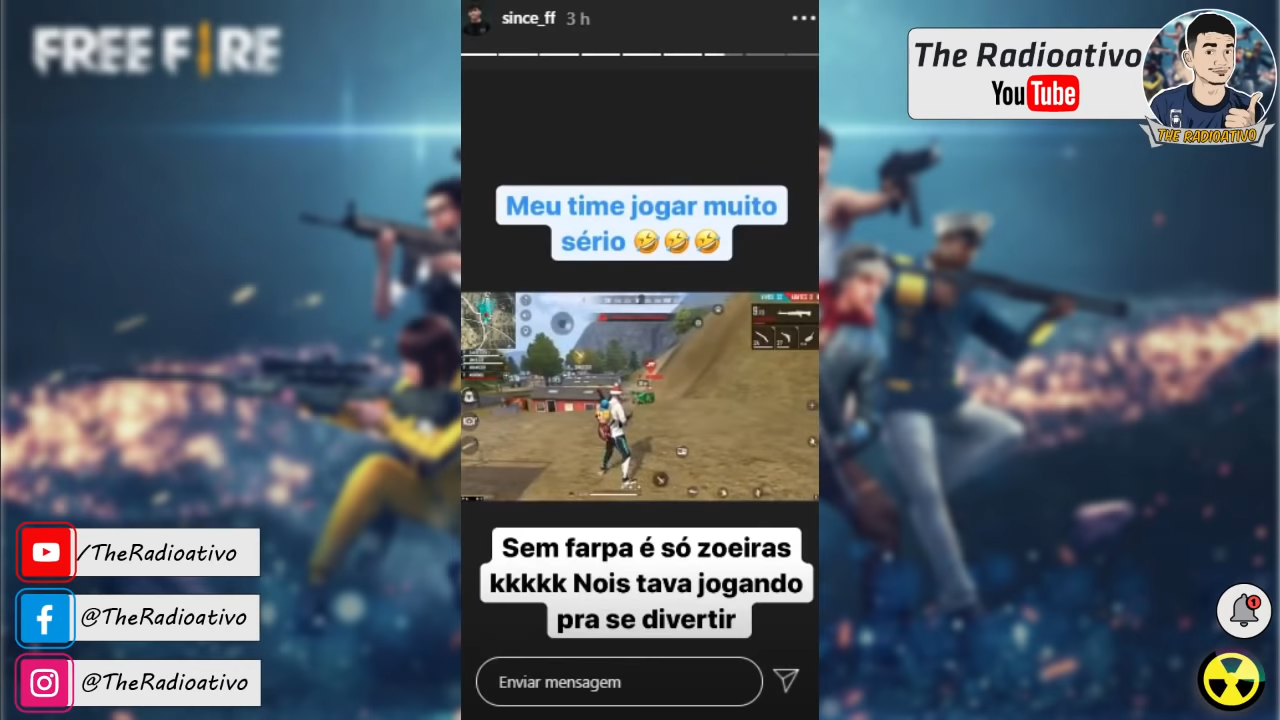 FREE FIRE
since_ff 3 h
The Radioativo
YouTube
THE RADIOATIVO
Meu time jogar muito
sério 🤣🤣🤣
Sem farpa é só zoeiras
kkkkk Nois tava jogando
pra se divertir
Enviar mensagem
/TheRadioativo
@TheRadioativo
@TheRadioativo
1